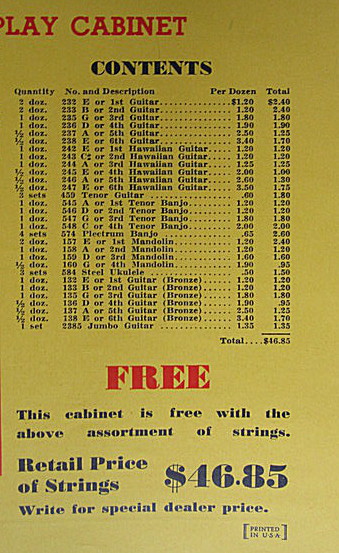 PLAY CABINET
CONTENTS
Quantity No. and Description Per Dozen Total
2 doz. 232 E or 1st Guitar $1.20 $2.40
2 doz. 233 B or 2nd Guitar 1.20 2.40
1 doz. 235 G or 3rd Guitar 1.80 1.80
1 doz. 236 D or 4th Guitar 1.90 1.90
½ doz. 237 A or 5th Guitar 2.50 1.25
½ doz. 238 E or 6th Guitar 3.40 1.70
1 doz. 242 E or 1st Hawaiian Guitar 1.20 1.20
1 doz. 243 C♯ or 2nd Hawaiian Guitar 1.20 1.20
1 doz. 244 A or 3rd Hawaiian Guitar 1.25 1.25
½ doz. 245 E or 4th Hawaiian Guitar 2.00 1.00
½ doz. 246 A or 5th Hawaiian Guitar 2.60 1.30
½ doz. 247 E or 6th Hawaiian Guitar 3.50 1.75
3 sets 459 Tenor Guitar .60 1.80
1 doz. 545 A or 1st Tenor Banjo 1.20 1.20
1 doz. 546 D or 2nd Tenor Banjo 1.20 1.20
1 doz. 547 G or 3rd Tenor Banjo 1.80 1.80
1 doz. 548 C or 4th Tenor Banjo 2.00 2.00
4 sets 574 Plectrum Banjo .65 2.60
2 doz. 157 E or 1st Mandolin 1.20 2.40
1 doz. 158 A or 2nd Mandolin 1.20 1.20
1 doz. 159 D or 3rd Mandolin 1.60 1.60
½ doz. 160 G or 4th Mandolin 1.90 .95
3 sets 584 Steel Ukulele .50 1.50
1 doz. 132 E or 1st Guitar (Bronze) 1.20 1.20
1 doz. 133 B or 2nd Guitar (Bronze) 1.20 1.20
1 doz. 135 G or 3rd Guitar (Bronze) 1.80 1.80
½ doz. 136 D or 4th Guitar (Bronze) 1.90 .95
½ doz. 137 A or 5th Guitar (Bronze) 2.50 1.25
½ doz. 138 E or 6th Guitar (Bronze) 3.40 1.70
1 set 2385 Jumbo Guitar 1.35 1.35
Total....$46.85
FREE
This cabinet is free with the
above assortment of strings.
Retail Price
of Strings $46.85
Write for special dealer price.
[PRINTED
IN U·S·A]